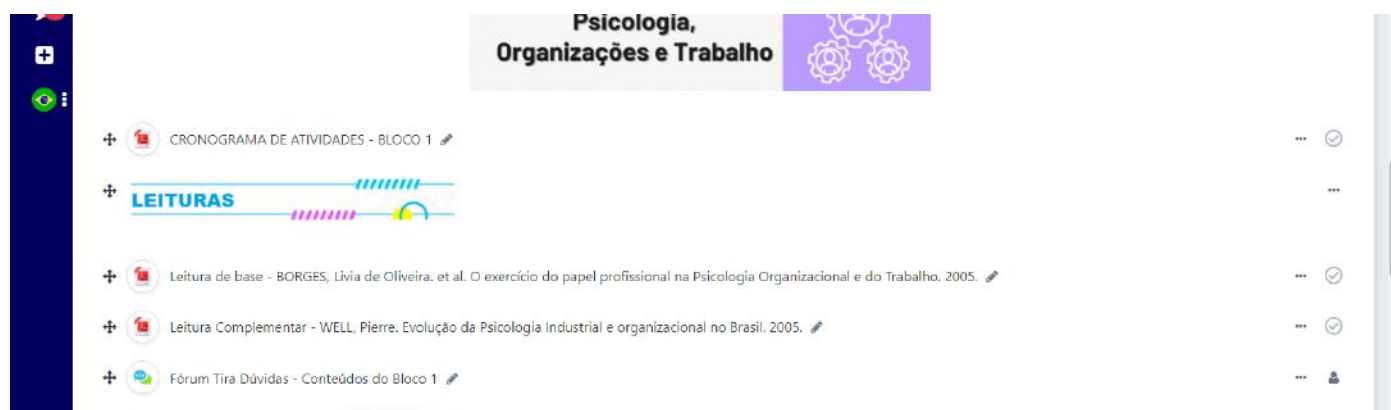 Psicologia,
Organizações e Trabalho
CRONOGRAMA DE ATIVIDADES - BLOCO 1
LEITURAS
Leitura de base - BORGES, Livia de Oliveira. et al. O exercício do papel profissional na Psicologia Organizacional e do Trabalho. 2005.
Leitura Complementar - WELL, Pierre. Evolução da Psicologia Industrial e organizacional no Brasil. 2005.
Fórum Tira Dúvidas - Conteúdos do Bloco 1